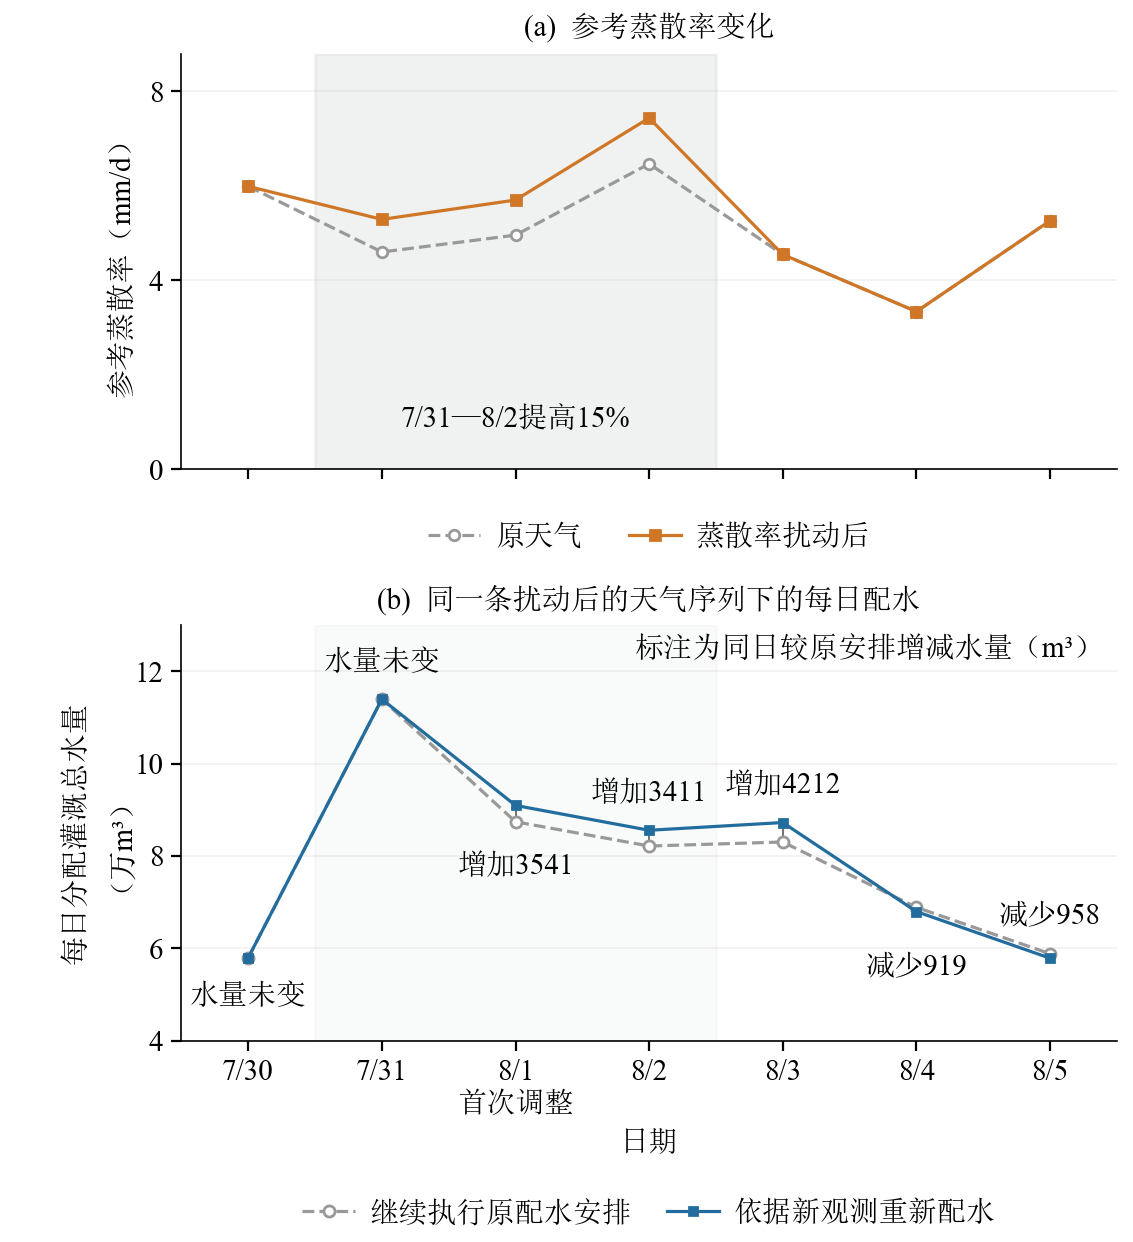 (a) 参考蒸散率变化
8
4
0
参考蒸散率（mm/d）
7/31—8/2提高15%
原天气
蒸散率扰动后
(b) 同一条扰动后的天气序列下的每日配水
标注为同日较原安排增减水量（m³）
水量未变
12
10
8
6
4
每日分配灌溉总水量
（万m³）
增加3411
增加4212
增加3541
减少958
减少919
水量未变
7/30
7/31
8/1
8/2
8/3
8/4
8/5
首次调整
日期
继续执行原配水安排
依据新观测重新配水